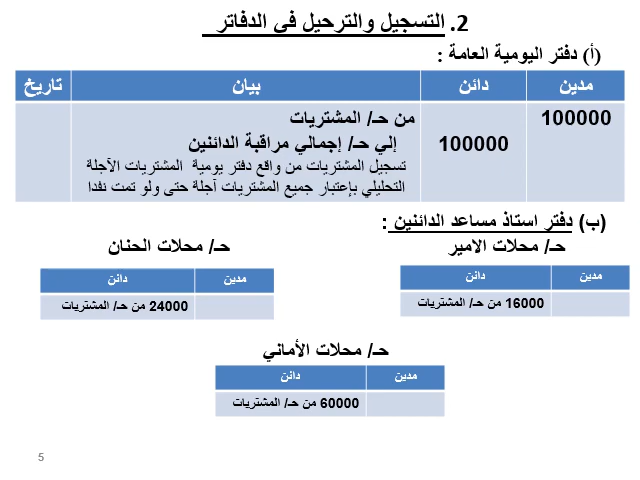 2. التسجيل والترحيل فى الدفاتر
(أ) دفتر اليومية العامة :
مدين دائن بيان تاريخ
100000 من حـ/ المشتريات
100000 إلي حـ/ إجمالي مراقبة الدائنين
تسجيل المشتريات من واقع دفتر يومية المشتريات الآجلة
التحليلي بإعتبار جميع المشتريات آجلة حتى ولو تمت نفدا
(ب) دفتر استاذ مساعد الدائنين :
حـ/ محلات الامير
مدين دائن
16000 من حـ/ المشتريات
حـ/ محلات الحنان
مدين دائن
24000 من حـ/ المشتريات
حـ/ محلات الأماني
مدين دائن
60000 من حـ/ المشتريات
5